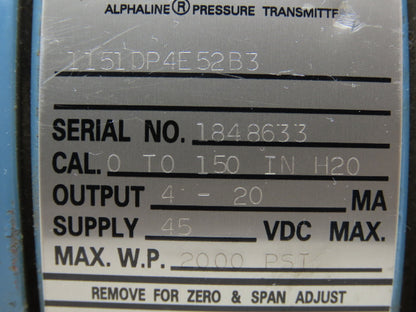 ALPHALINE ® PRESSURE TRANSMITTE
1151DP4E52B3
SERIAL NO. 1848633
CAL. 0 TO 150 IN H20
OUTPUT 4 - 20 MA
SUPPLY 45 VDC MAX.
MAX. W.P. 2000 PSI
REMOVE FOR ZERO & SPAN ADJUST